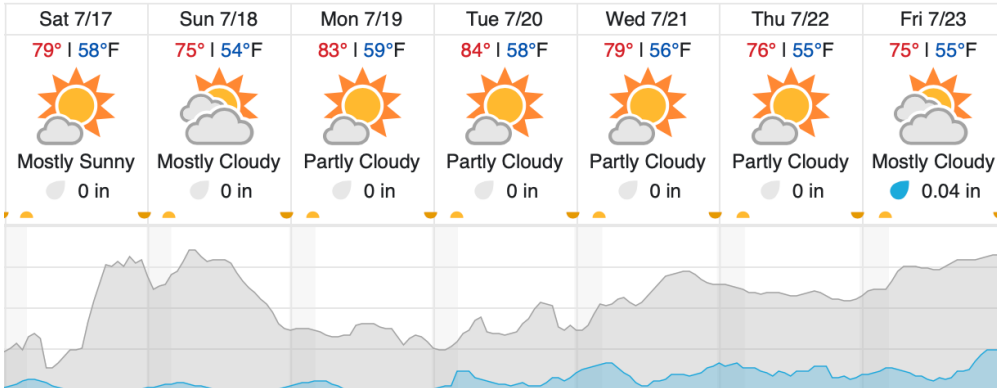 Sat 7/17 Sun 7/18 Mon 7/19 Tue 7/20 Wed 7/21 Thu 7/22 Fri 7/23
79° | 58°F 75° | 54°F 83° | 59°F 84° | 58°F 79° | 56°F 76° | 55°F 75° | 55°F
Mostly Sunny Mostly Cloudy Partly Cloudy Partly Cloudy Partly Cloudy Partly Cloudy Mostly Cloudy
0 in 0 in 0 in 0 in 0 in 0 in 0.04 in